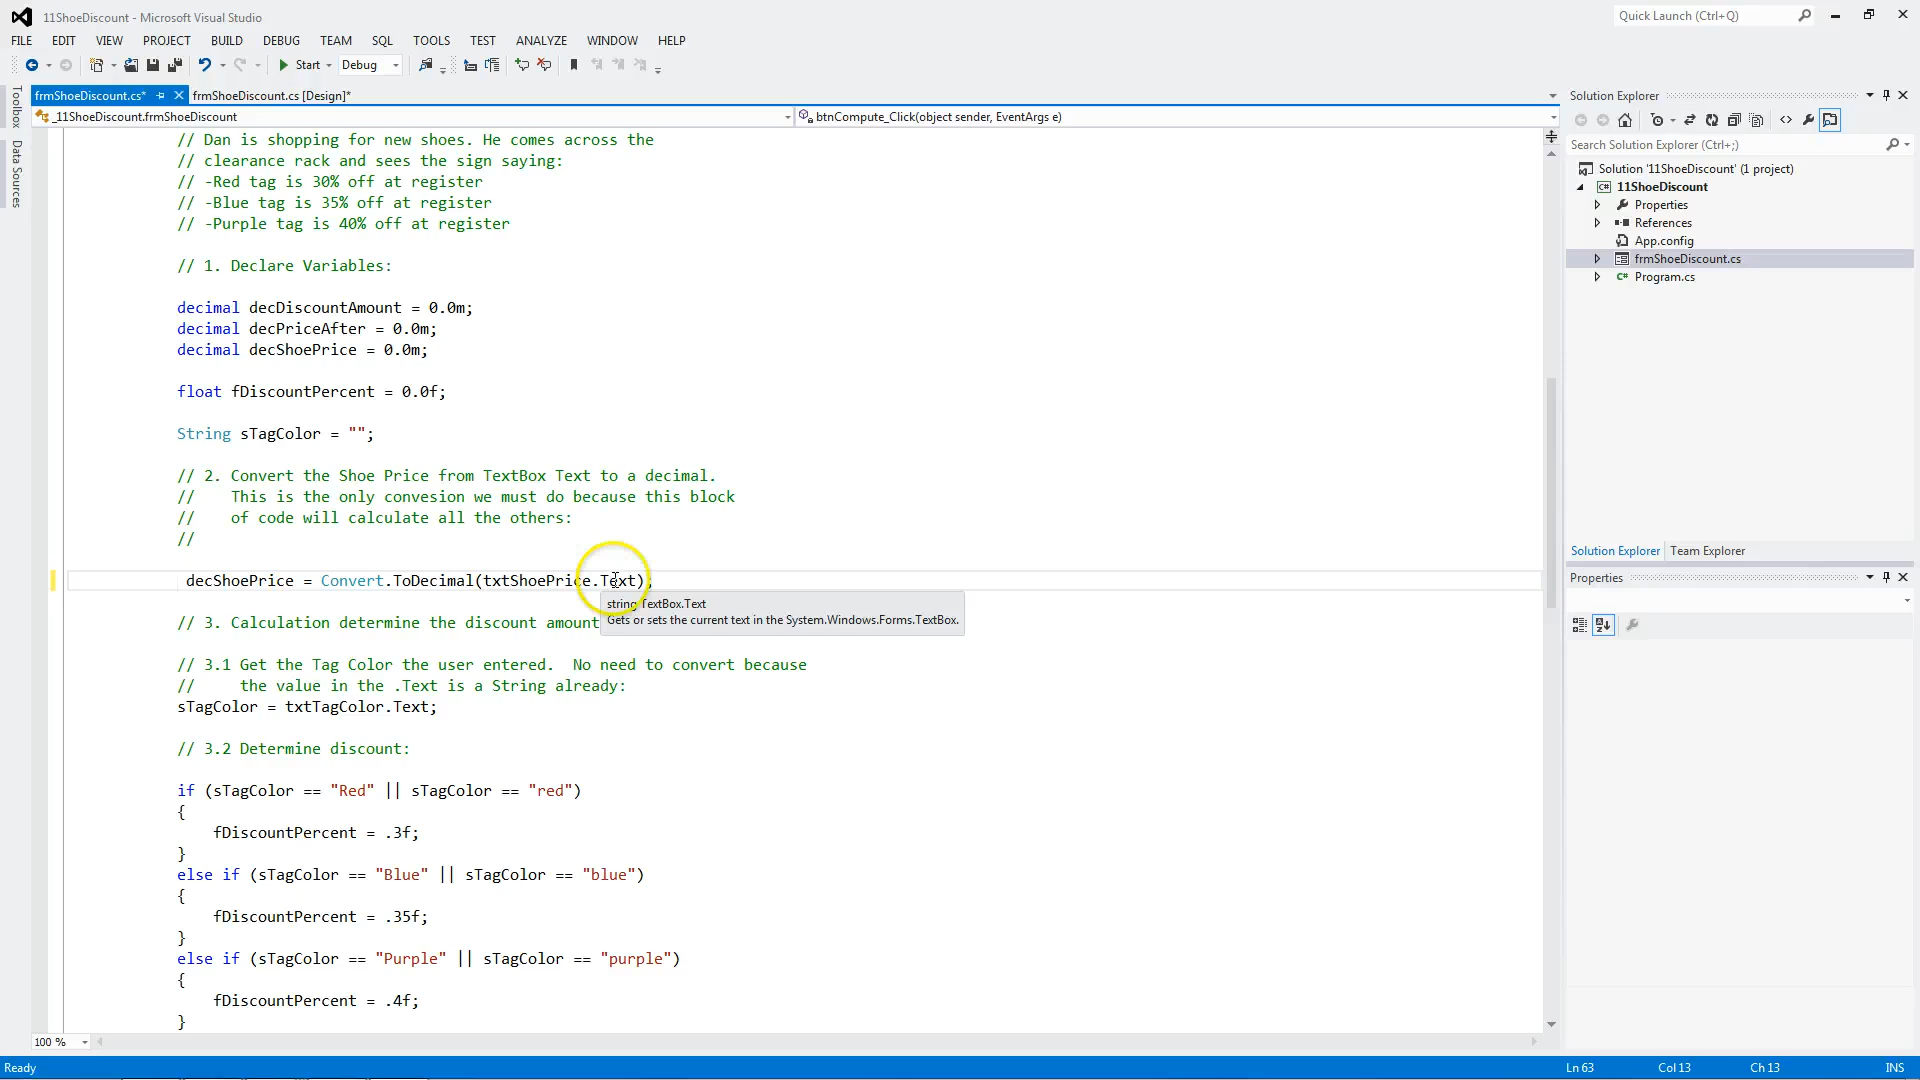 11ShoeDiscount - Microsoft Visual Studio
Quick Launch (Ctrl+Q)
FILE EDIT VIEW PROJECT BUILD DEBUG TEAM SQL TOOLS TEST ANALYZE WINDOW HELP
Start Debug
Toolbox
Data Sources
frmShoeDiscount.cs* frmShoeDiscount.cs [Design]*
_11ShoeDiscount.frmShoeDiscount btnCompute_Click(object sender, EventArgs e)
// Dan is shopping for new shoes. He comes across the
// clearance rack and sees the sign saying:
// -Red tag is 30% off at register
// -Blue tag is 35% off at register
// -Purple tag is 40% off at register
// 1. Declare Variables:
decimal decDiscountAmount = 0.0m;
decimal decPriceAfter = 0.0m;
decimal decShoePrice = 0.0m;
float fDiscountPercent = 0.0f;
String sTagColor = "";
// 2. Convert the Shoe Price from TextBox Text to a decimal.
//    This is the only convesion we must do because this block
//    of code will calculate all the others:
//
decShoePrice = Convert.ToDecimal(txtShoePrice.Text);
string TextBox.Text
Gets or sets the current text in the System.Windows.Forms.TextBox.
// 3. Calculation determine the discount amount
// 3.1 Get the Tag Color the user entered.  No need to convert because
//     the value in the .Text is a String already:
sTagColor = txtTagColor.Text;
// 3.2 Determine discount:
if (sTagColor == "Red" || sTagColor == "red")
{
fDiscountPercent = .3f;
}
else if (sTagColor == "Blue" || sTagColor == "blue")
{
fDiscountPercent = .35f;
}
else if (sTagColor == "Purple" || sTagColor == "purple")
{
fDiscountPercent = .4f;
}
100 %
Solution Explorer
Search Solution Explorer (Ctrl+;)
Solution '11ShoeDiscount' (1 project)
C# 11ShoeDiscount
Properties
References
App.config
frmShoeDiscount.cs
C# Program.cs
Solution Explorer Team Explorer
Properties
Ready Ln 63 Col 13 Ch 13 INS